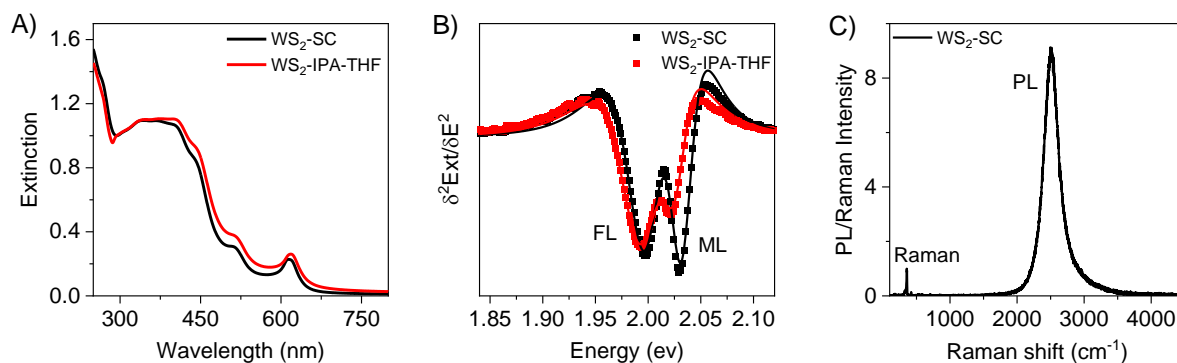 A)
WS₂-SC
WS₂-IPA-THF
Extinction
1.6
1.2
0.8
0.4
0.0
300
450
600
750
Wavelength (nm)
B)
WS₂-SC
WS₂-IPA-THF
δ²Ext/δE²
FL
ML
1.85
1.90
1.95
2.00
2.05
2.10
Energy (ev)
C)
WS₂-SC
PL
Raman
PL/Raman Intensity
8
4
0
1000
2000
3000
4000
Raman shift (cm⁻¹)